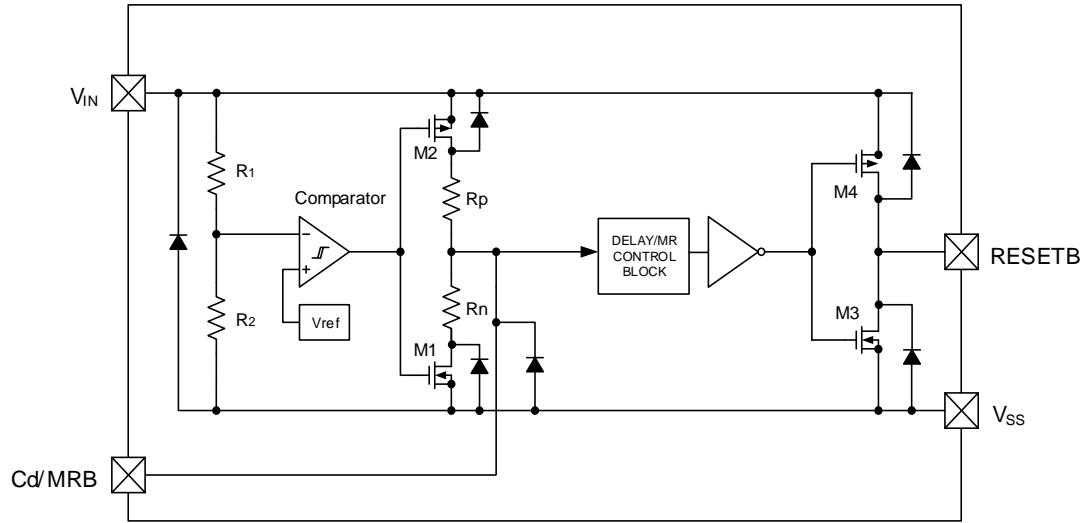 VIN
R1
R2
Comparator
−
+
Vref
M2
Rp
Rn
M1
DELAY/MR
CONTROL
BLOCK
M4
M3
RESETB
VSS
Cd/MRB